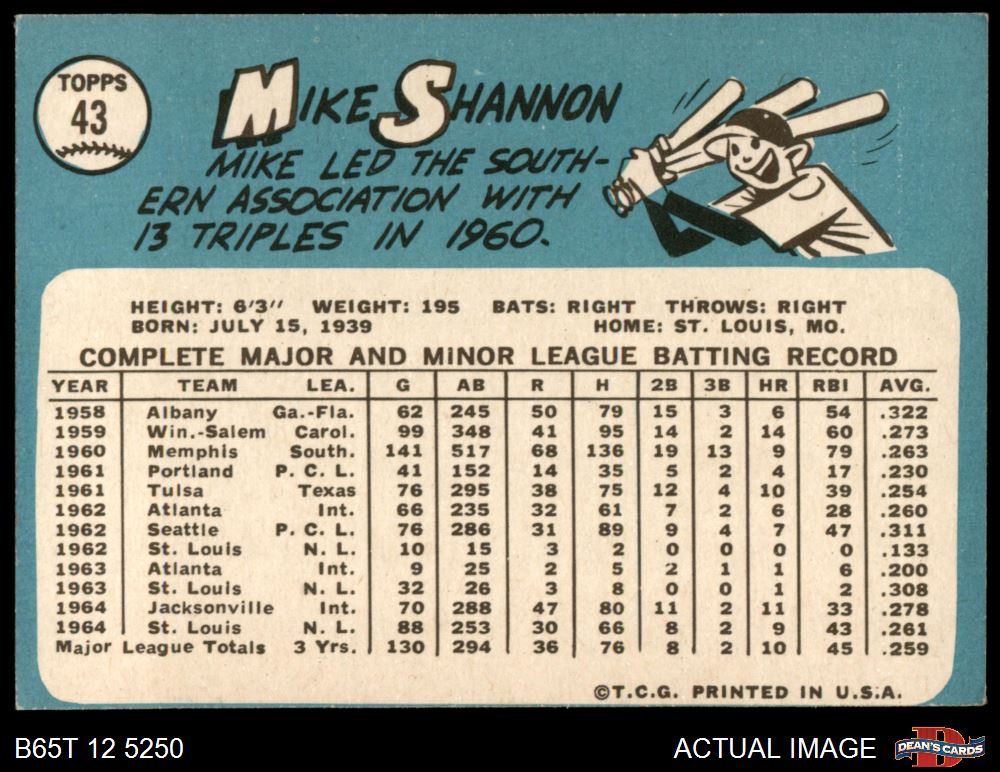 TOPPS
43
MIKE SHANNON
MIKE LED THE SOUTH-
ERN ASSOCIATION WITH
13 TRIPLES IN 1960.
HEIGHT: 6'3" WEIGHT: 195 BATS: RIGHT THROWS: RIGHT
BORN: JULY 15, 1939 HOME: ST. LOUIS, MO.
COMPLETE MAJOR AND MINOR LEAGUE BATTING RECORD
YEAR TEAM LEA. G AB R H 2B 3B HR RBI AVG.
1958 Albany Ga.-Fla. 62 245 50 79 15 3 6 54 .322
1959 Win.-Salem Carol. 99 348 41 95 14 2 14 60 .273
1960 Memphis South. 141 517 68 136 19 13 9 79 .263
1961 Portland P. C. L. 41 152 14 35 5 2 4 17 .230
1961 Tulsa Texas 76 295 38 75 12 4 10 39 .254
1962 Atlanta Int. 66 235 32 61 7 2 6 28 .260
1962 Seattle P. C. L. 76 286 31 89 9 4 7 47 .311
1962 St. Louis N. L. 10 15 3 2 0 0 0 0 .133
1963 Atlanta Int. 9 25 2 5 2 1 1 6 .200
1963 St. Louis N. L. 32 26 3 8 0 0 1 2 .308
1964 Jacksonville Int. 70 288 47 80 11 2 11 33 .278
1964 St. Louis N. L. 88 253 30 66 8 2 9 43 .261
Major League Totals 3 Yrs. 130 294 36 76 8 2 10 45 .259
©T.C.G. PRINTED IN U.S.A.
B65T 12 5250 ACTUAL IMAGE DEAN'S CARDS